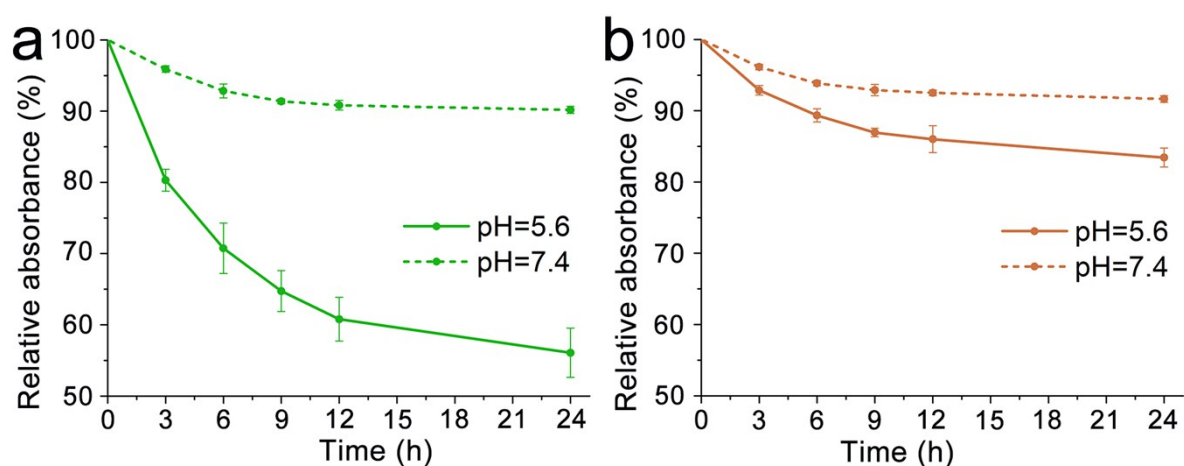 a
Relative absorbance (%)
100
90
80
70
60
50
pH=5.6
pH=7.4
0 3 6 9 12 15 18 21 24
Time (h)
b
Relative absorbance (%)
100
90
80
70
60
50
pH=5.6
pH=7.4
0 3 6 9 12 15 18 21 24
Time (h)